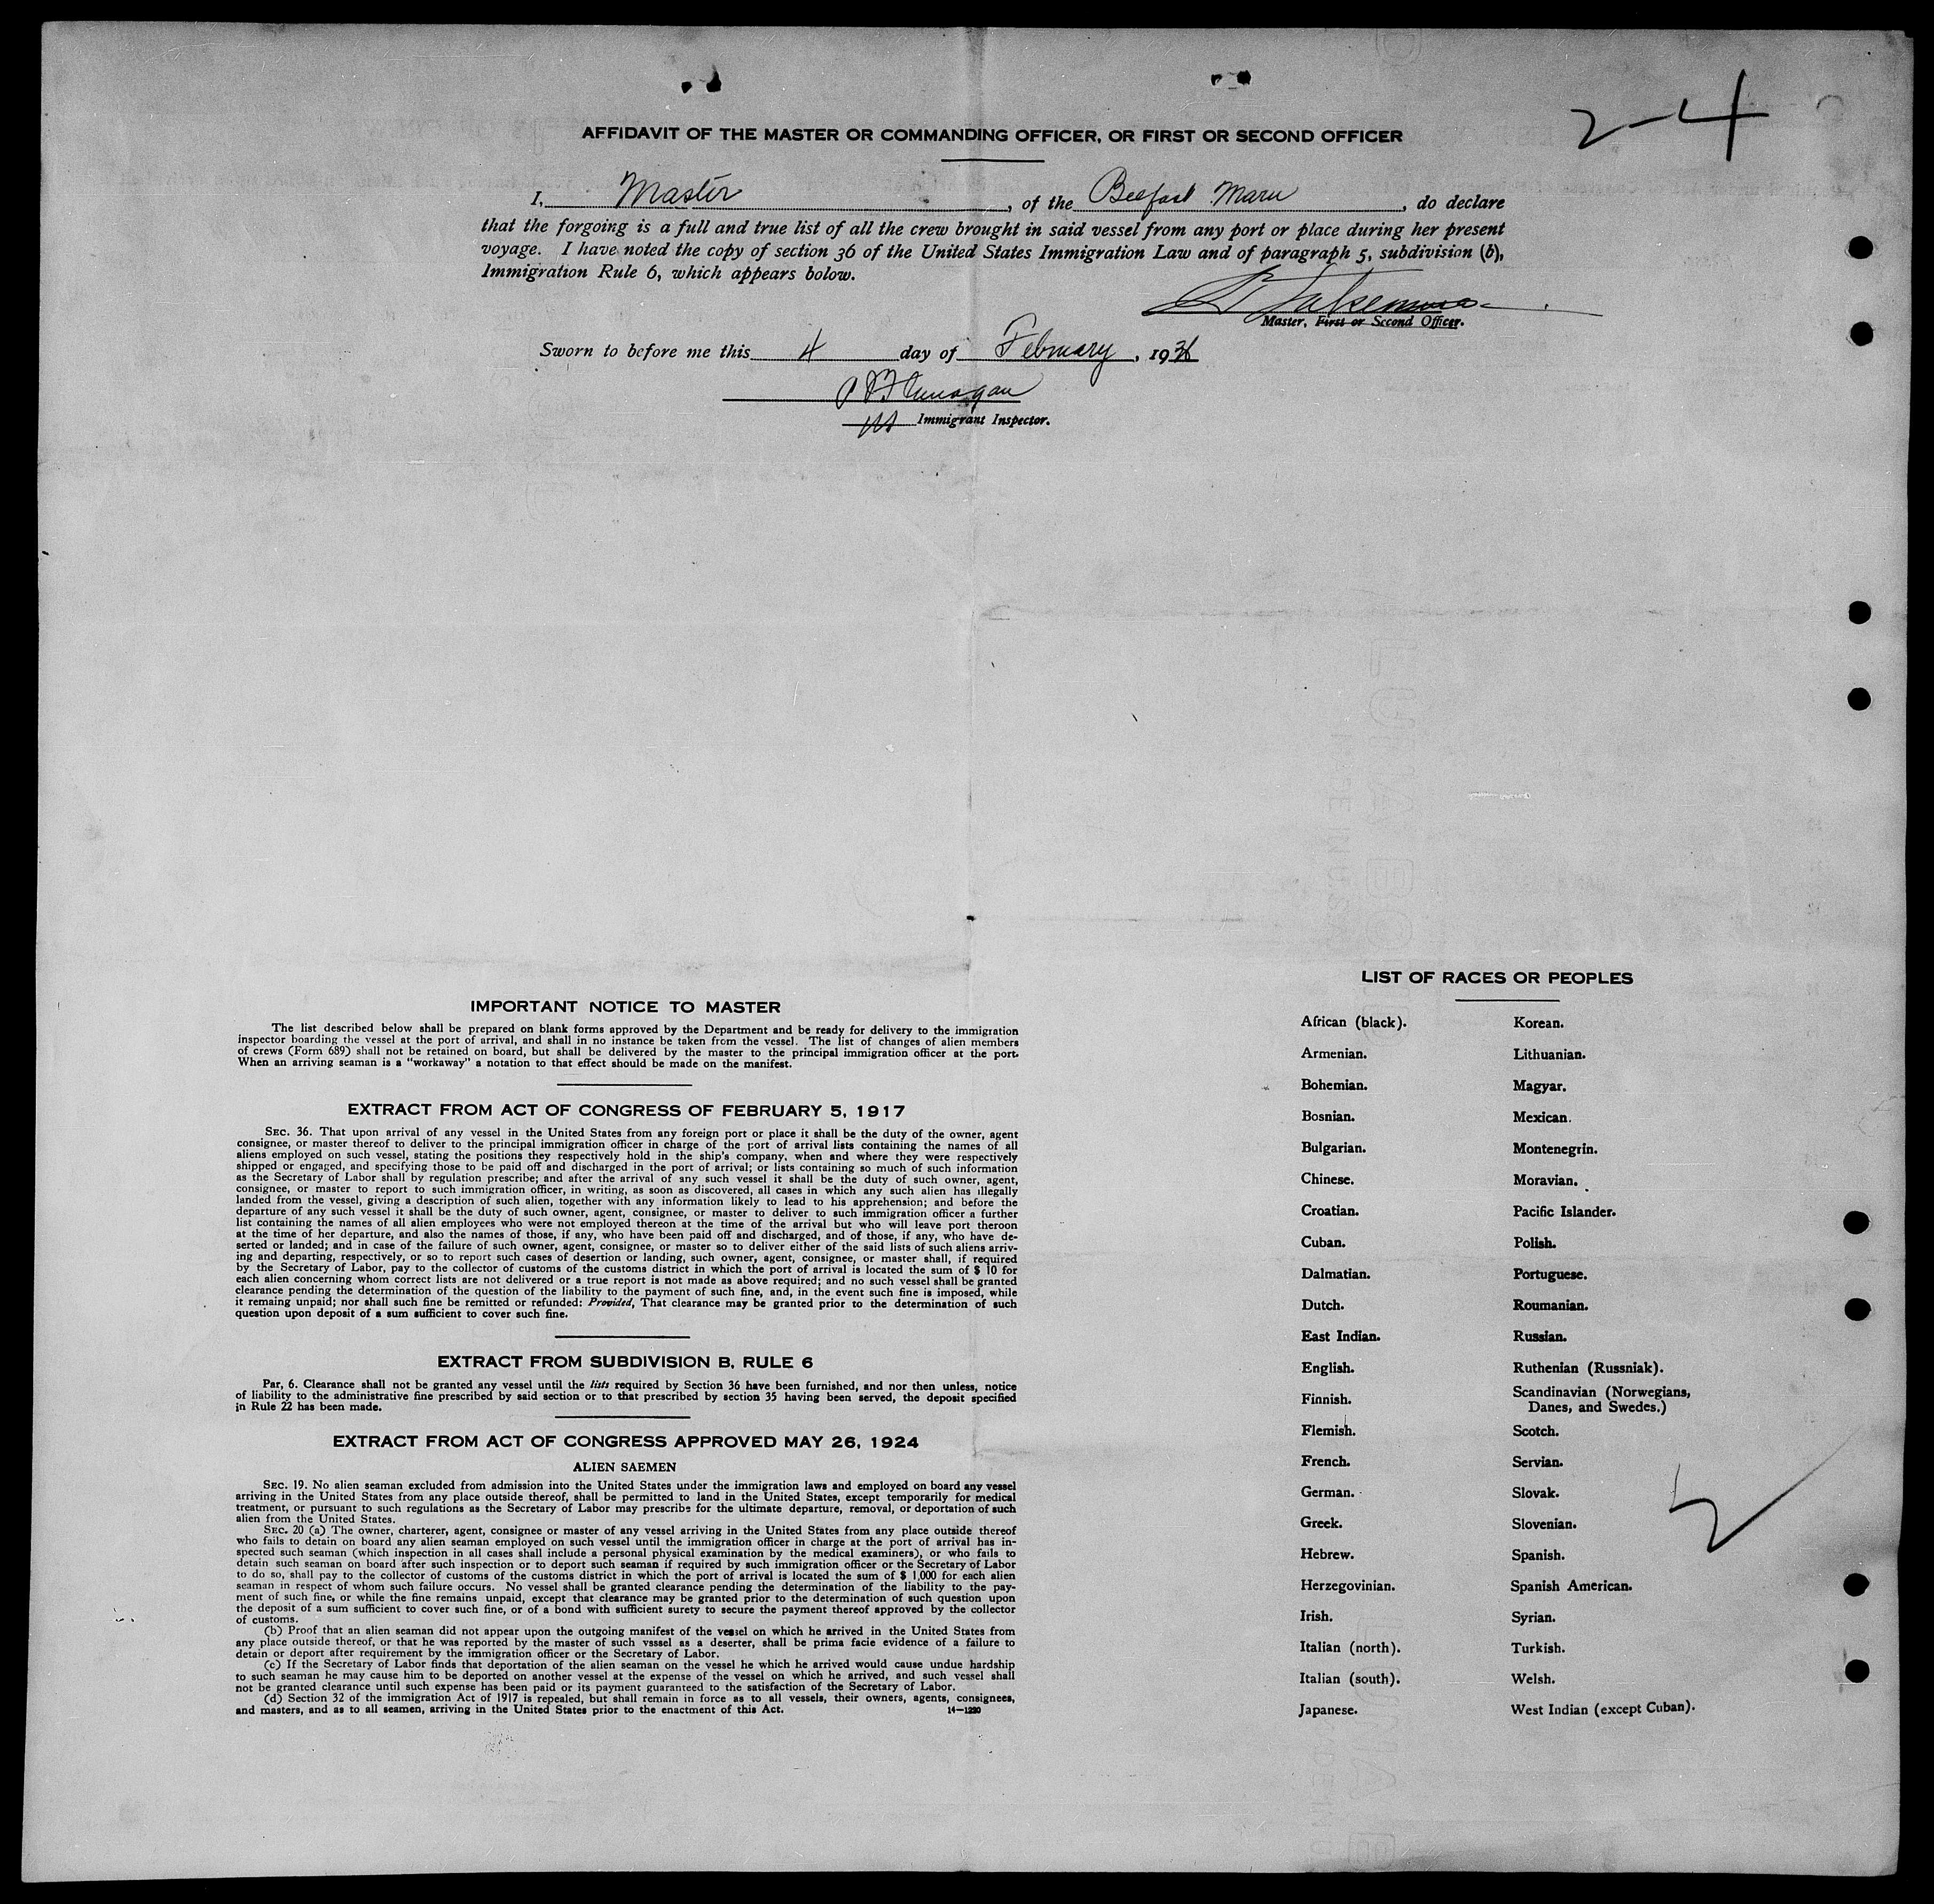 2-4
AFFIDAVIT OF THE MASTER OR COMMANDING OFFICER, OR FIRST OR SECOND OFFICER
I, Master, of the Belfast Maru, do declare
that the forgoing is a full and true list of all the crew brought in said vessel from any port or place during her present
voyage. I have noted the copy of section 36 of the United States Immigration Law and of paragraph 5, subdivision (b),
Immigration Rule 6, which appears bolow.
Master, First or Second Officer.
Sworn to before me this 4 day of February, 1936
Immigrant Inspector.
IMPORTANT NOTICE TO MASTER
The list described below shall be prepared on blank forms approved by the Department and be ready for delivery to the immigration
inspector boarding the vessel at the port of arrival, and shall in no instance be taken from the vessel. The list of changes of alien members
of crews (Form 689) shall not be retained on board, but shall be delivered by the master to the principal immigration officer at the port.
When an arriving seaman is a "workaway" a notation to that effect should be made on the manifest.
EXTRACT FROM ACT OF CONGRESS OF FEBRUARY 5, 1917
SEC. 36. That upon arrival of any vessel in the United States from any foreign port or place it shall be the duty of the owner, agent
consignee, or master thereof to deliver to the principal immigration officer in charge of the port of arrival lists containing the names of all
aliens employed on such vessel, stating the positions they respectively hold in the ship's company, when and where they were respectively
shipped or engaged, and specifying those to be paid off and discharged in the port of arrival; or lists containing so much of such information
as the Secretary of Labor shall by regulation prescribe; and after the arrival of any such vessel it shall be the duty of such owner, agent,
consignee, or master to report to such immigration officer, in writing, as soon as discovered, all cases in which any such alien has illegally
landed from the vessel, giving a description of such alien, together with any information likely to lead to his apprehension; and before the
departure of any such vessel it shall be the duty of such owner, agent, consignee, or master to deliver to such immigration officer a further
list containing the names of all alien employees who were not employed thereon at the time of the arrival but who will leave port theroon
at the time of her departure, and also the names of those, if any, who have been paid off and discharged, and of those, if any, who have de-
serted or landed; and in case of the failure of such owner, agent, consignee, or master so to deliver either of the said lists of such aliens arriv-
ing and departing, respectively, or so to report such cases of desertion or landing, such owner, agent, consignee, or master shall, if required
by the Secretary of Labor, pay to the collector of customs of the customs district in which the port of arrival is located the sum of $ 10 for
each alien concerning whom correct lists are not delivered or a true report is not made as above required; and no such vessel shall be granted
clearance pending the determination of the question of the liability to the payment of such fine, and, in the event such fine is imposed, while
it remaing unpaid; nor shall such fine be remitted or refunded: Provided, That clearance may be granted prior to the determination of such
question upon deposit of a sum sufficient to cover such fine.
EXTRACT FROM SUBDIVISION B, RULE 6
Par, 6. Clearance shall not be granted any vessel until the lists required by Section 36 have been furnished, and nor then unless, notice
of liability to the administrative fine prescribed by said section or to that prescribed by section 35 having been served, the deposit specified
in Rule 22 has been made.
EXTRACT FROM ACT OF CONGRESS APPROVED MAY 26, 1924
ALIEN SAEMEN
SEC. 19. No alien seaman excluded from admission into the United States under the immigration laws and employed on board any vessel
arriving in the United States from any place outside thereof, shall be permitted to land in the United States, except temporarily for medical
treatment, or pursuant to such regulations as the Secretary of Labor may prescribe for the ultimate departure, removal, or deportation of such
alien from the United States.
SEC. 20 (a) The owner, charterer, agent, consignee or master of any vessel arriving in the United States from any place outside thereof
who fails to detain on board any alien seaman employed on such vessel until the immigration officer in charge at the port of arrival has in-
spected such seaman (which inspection in all cases shall include a personal physical examination by the medical examiners), or who fails to
detain such seaman on board after such inspection or to deport such seaman if required by such immigration officer or the Secretary of Labor
to do so, shall pay to the collector of customs of the customs district in which the port of arrival is located the sum of $ 1,000 for each alien
seaman in respect of whom such failure occurs. No vessel shall be granted clearance pending the determination of the liability to the pay-
ment of such fine, or while the fine remains unpaid, except that clearance may be granted prior to the determination of such question upon
the deposit of a sum sufficient to cover such fine, or of a bond with sufficient surety to secure the payment thereof approved by the collector
of customs.
(b) Proof that an alien seaman did not appear upon the outgoing manifest of the vessel on which he arrived in the United States from
any place outside thereof, or that he was reported by the master of such vsssel as a deserter, shall be prima facie evidence of a failure to
detain or deport after requirement by the immigration officer or the Secretary of Labor.
(c) If the Secretary of Labor finds that deportation of the alien seaman on the vessel he which he arrived would cause undue hardship
to such seaman he may cause him to be deported on another vessel at the expense of the vessel on which he arrived, and such vessel shall
not be granted clearance until such expense has been paid or its payment guaranteed to the satisfaction of the Secretary of Labor.
(d) Section 32 of the immigration Act of 1917 is repealed, but shall remain in force as to all vessels, their owners, agents, consignees,
and masters, and as to all seamen, arriving in the United States prior to the enactment of this Act. 14—1220
LIST OF RACES OR PEOPLES
African (black). Korean.
Armenian. Lithuanian.
Bohemian. Magyar.
Bosnian. Mexican.
Bulgarian. Montenegrin.
Chinese. Moravian.
Croatian. Pacific Islander.
Cuban. Polish.
Dalmatian. Portuguese.
Dutch. Roumanian.
East Indian. Russian.
English. Ruthenian (Russniak).
Finnish. Scandinavian (Norwegians,
Danes, and Swedes.)
Flemish. Scotch.
French. Servian.
German. Slovak.
Greek. Slovenian.
Hebrew. Spanish.
Herzegovinian. Spanish American.
Irish. Syrian.
Italian (north). Turkish.
Italian (south). Welsh.
Japanese. West Indian (except Cuban).